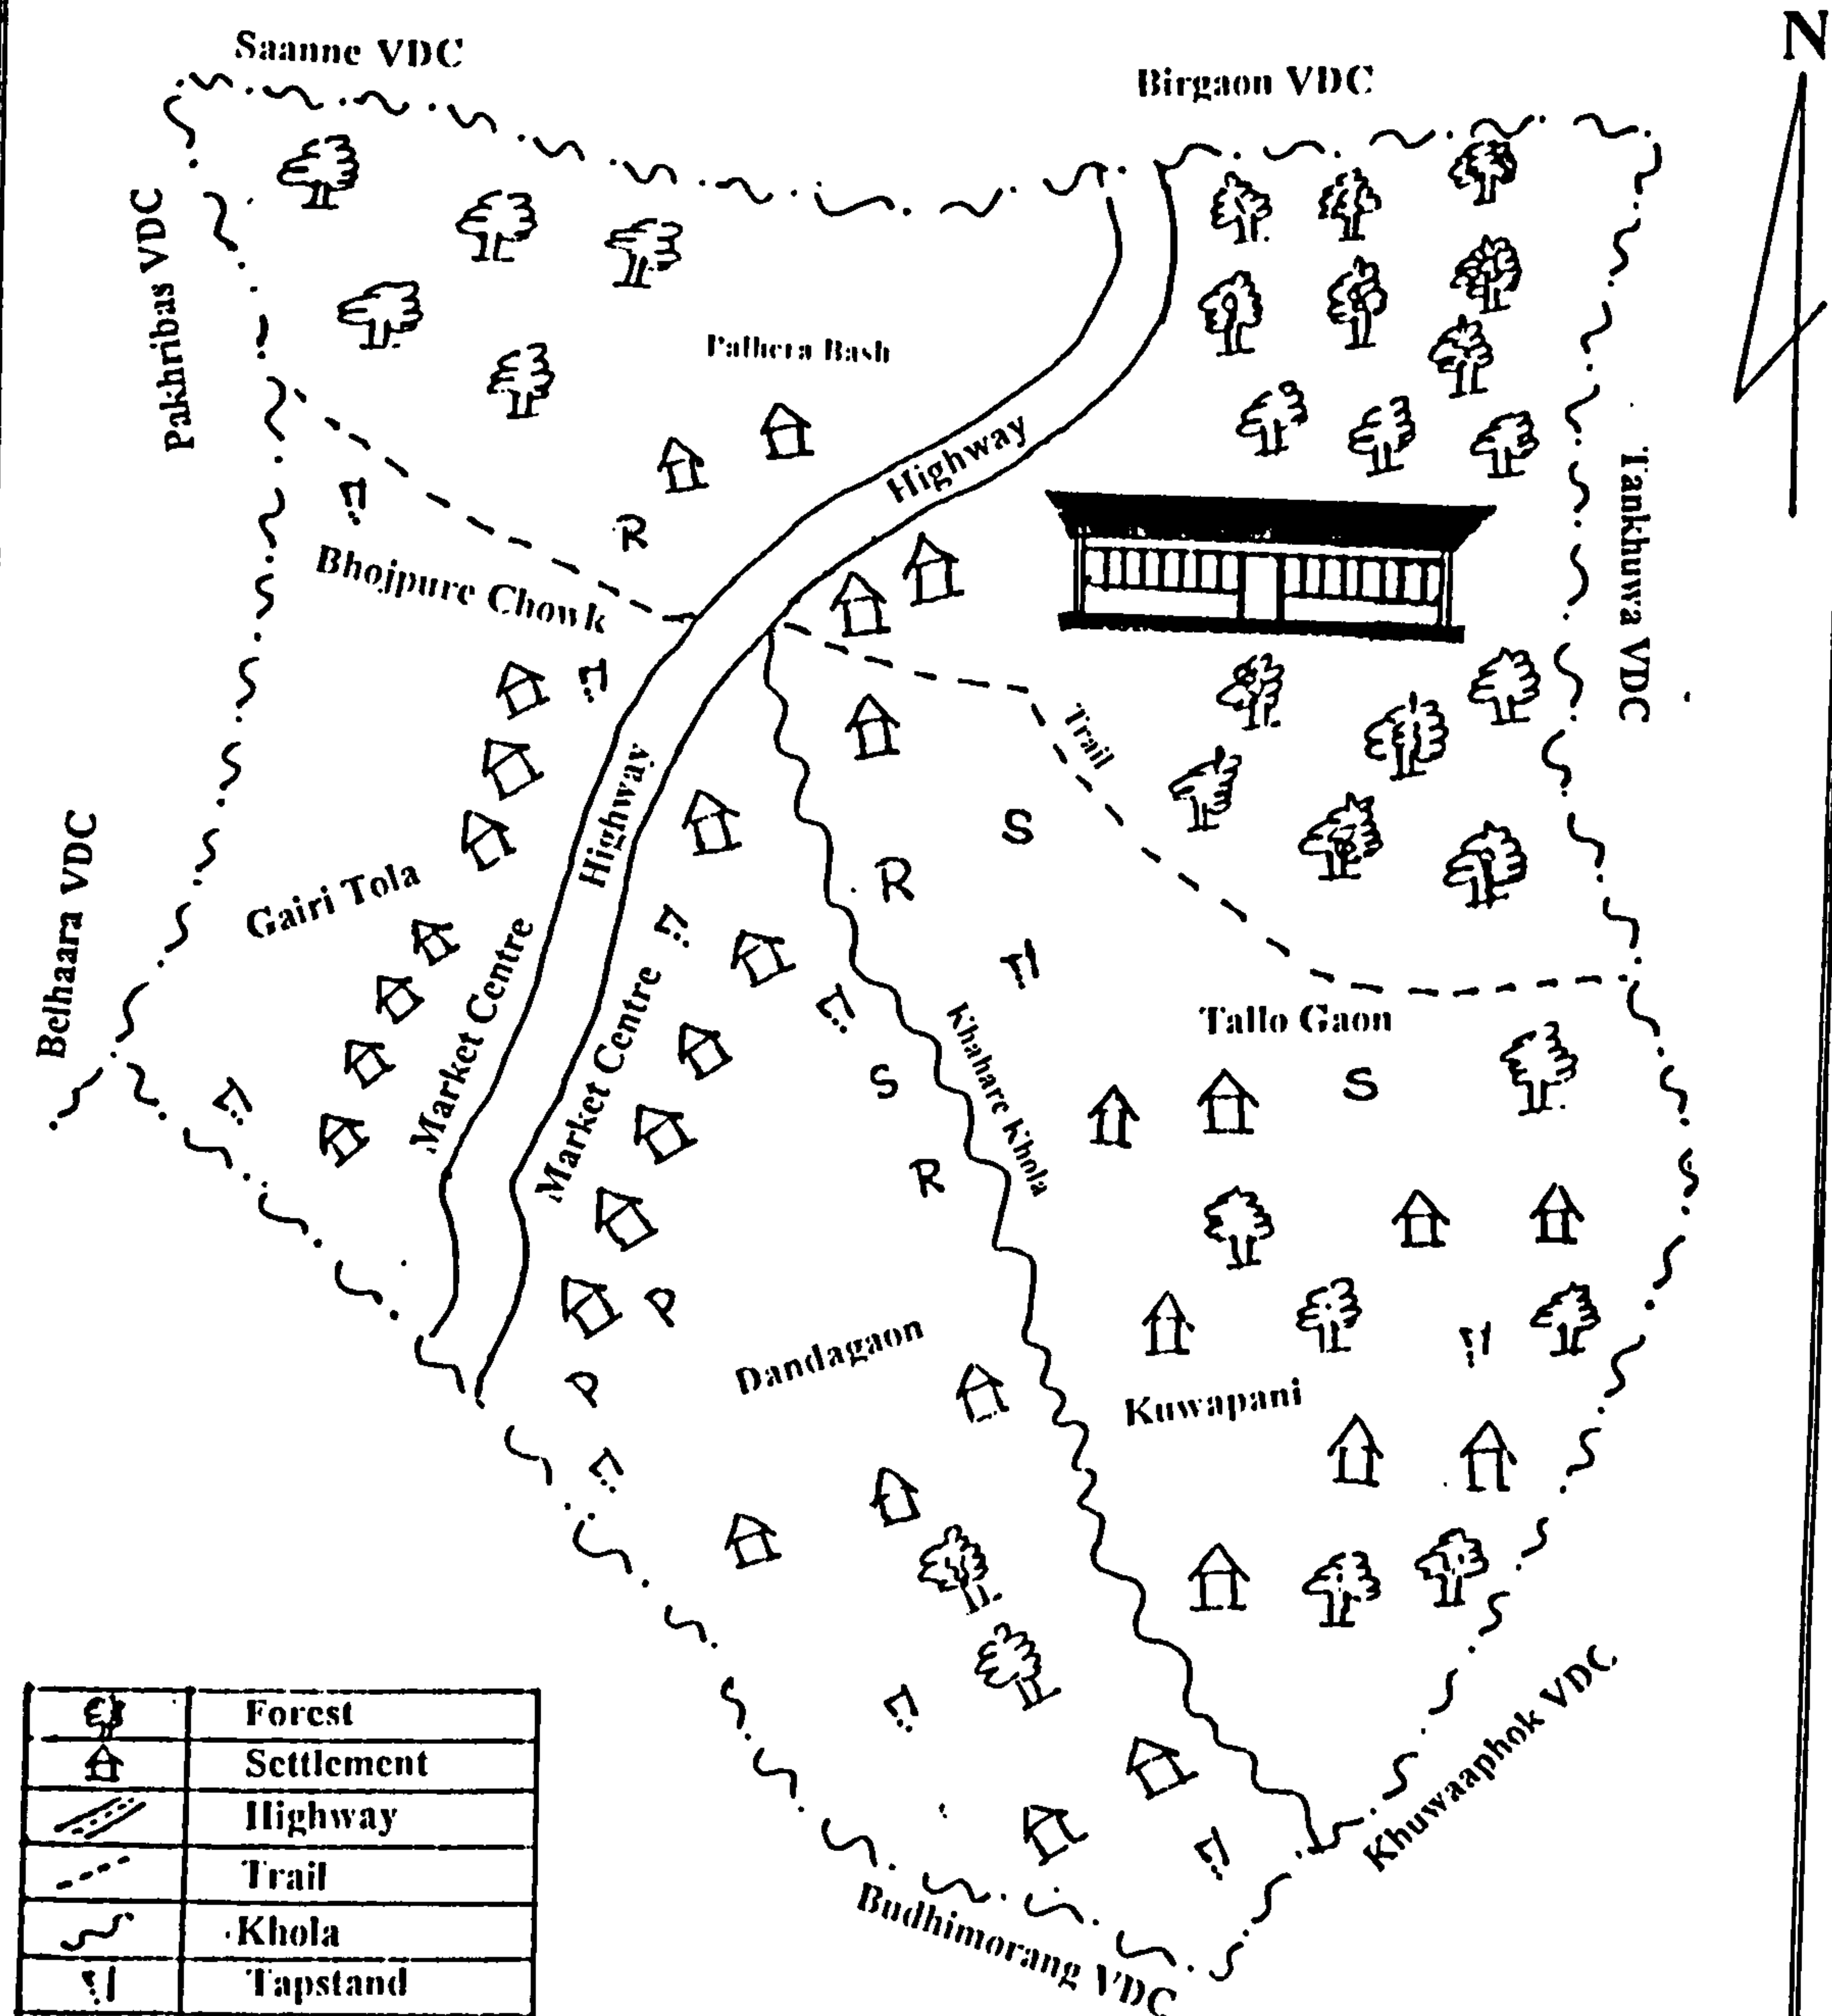 N
Saanne VDC
Birgaon VDC
Pakhribas VDC
Palhera Bash
Highway
R
Bhojpure Chowk
Tankhuwa VDC
Trail
Highway
S
R
Belhaara VDC
Gairi Tola
Market Centre
Market Centre
Khahare Khola
Tallo Gaon
S
S
R
P
P
Dandagaon
Kuwapani
Khuwaaphok VDC
Budhimorang VDC
Forest
Settlement
Highway
Trail
Khola
Tapstand